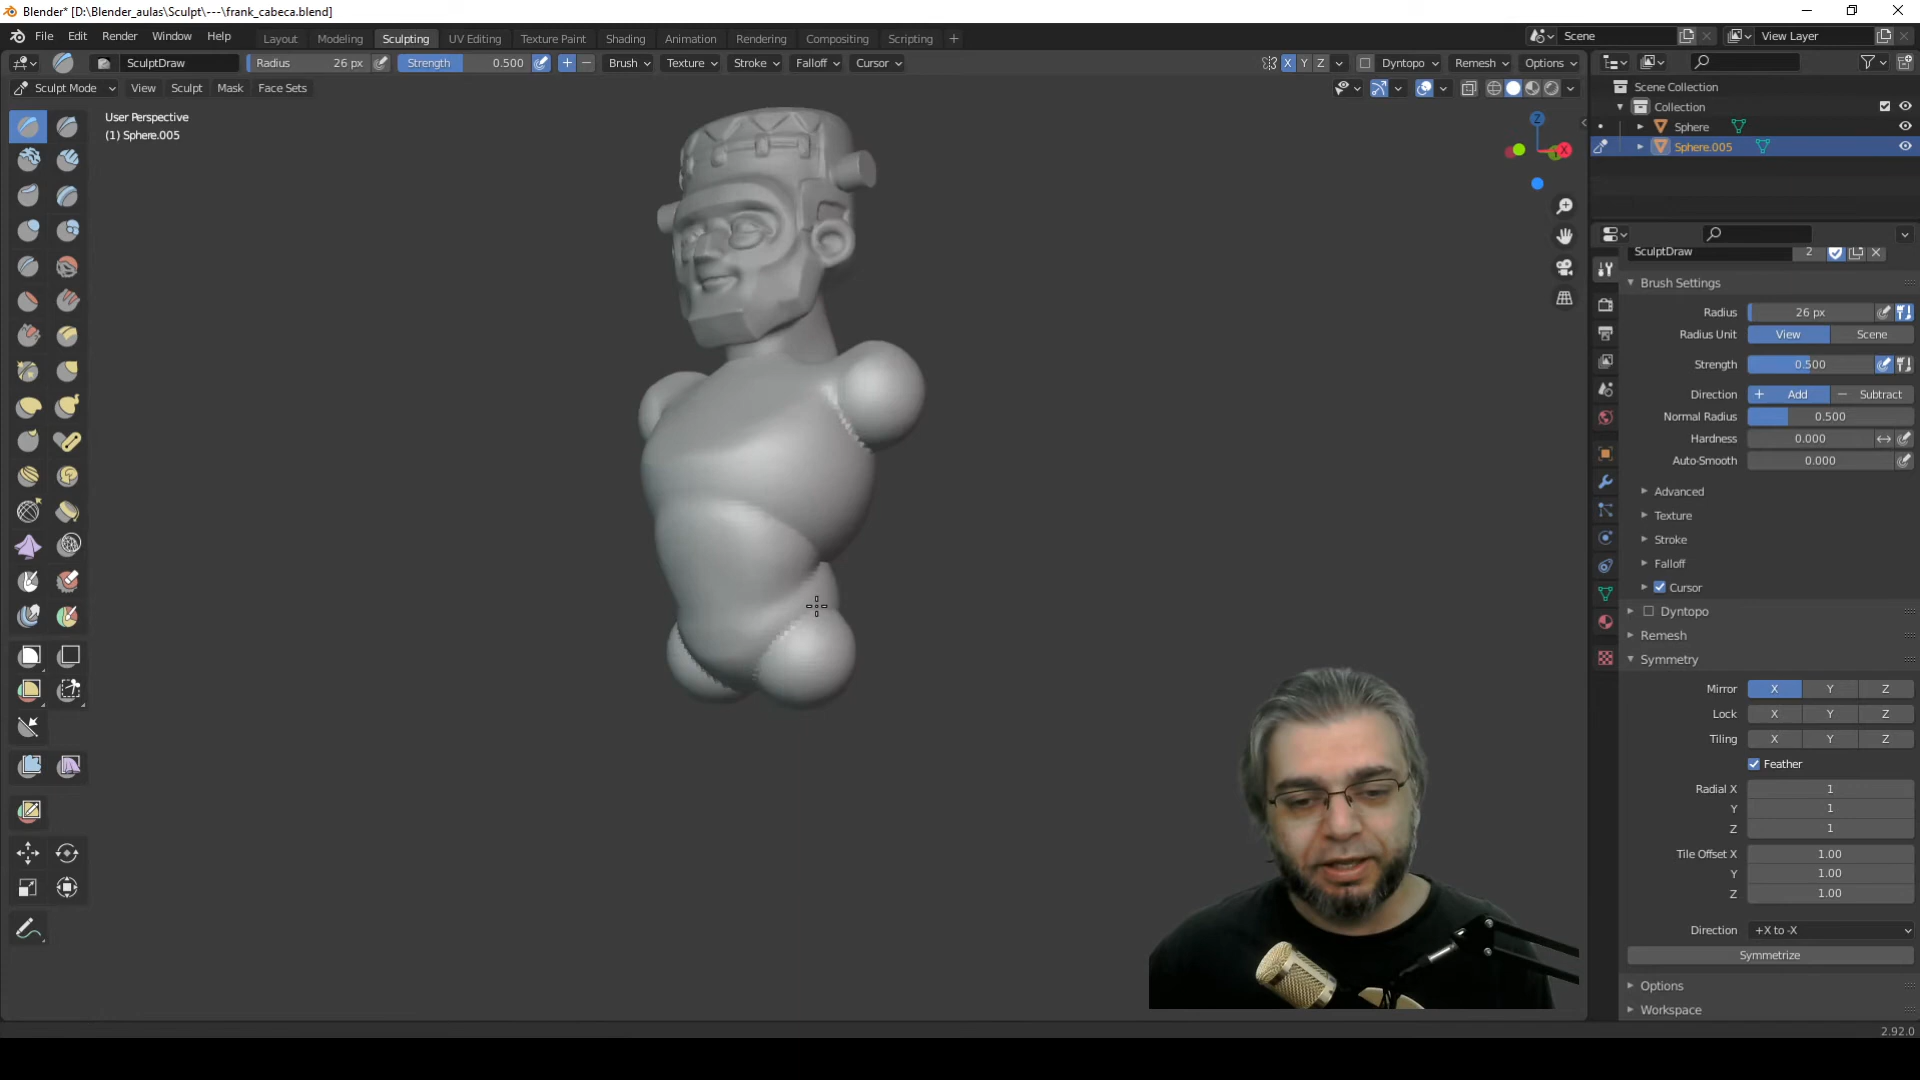 Blender* [D:\Blender_aulas\Sculpt\---\frank_cabeca.blend]
File Edit Render Window Help Layout Modeling Sculpting UV Editing Texture Paint Shading Animation Rendering Compositing Scripting + Scene View Layer
SculptDraw Radius 26 px Strength 0.500 + − Brush Texture Stroke Falloff Cursor X Y Z Dyntopo Remesh Options
Sculpt Mode View Sculpt Mask Face Sets
User Perspective
(1) Sphere.005
Z
X
Scene Collection
Collection
Sphere
Sphere.005
SculptDraw 2
Brush Settings
Radius 26 px
Radius Unit View Scene
Strength 0.500
Direction + Add − Subtract
Normal Radius 0.500
Hardness 0.000
Auto-Smooth 0.000
Advanced
Texture
Stroke
Falloff
Cursor
Dyntopo
Remesh
Symmetry
Mirror X Y Z
Lock X Y Z
Tiling X Y Z
Feather
Radial X 1
Y 1
Z 1
Tile Offset X 1.00
Y 1.00
Z 1.00
Direction +X to -X
Symmetrize
Options
Workspace
2.92.0